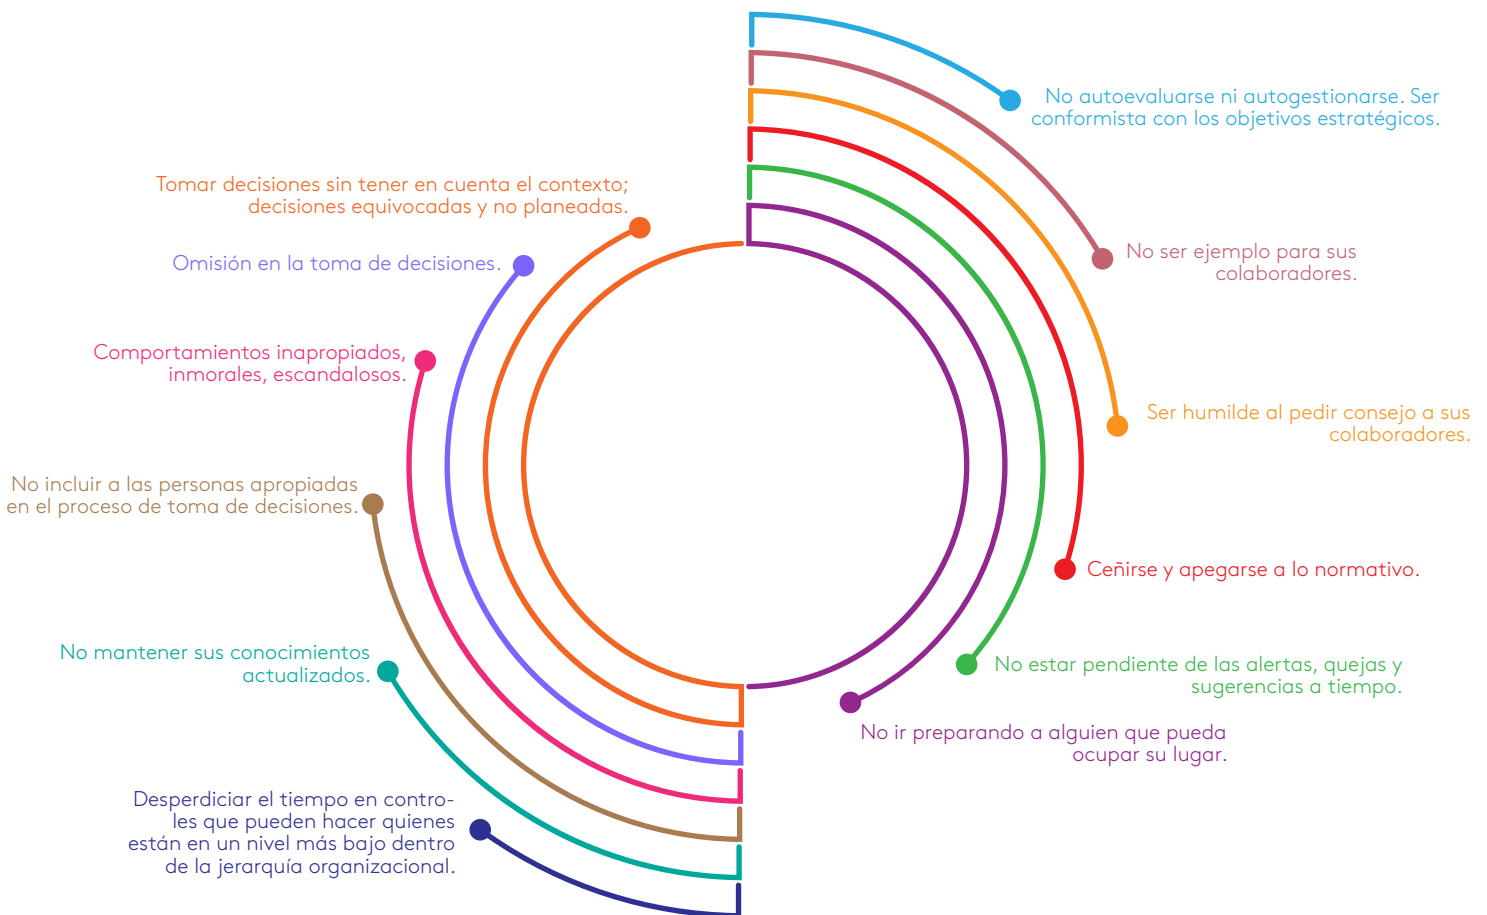 No autoevaluarse ni autogestionarse. Ser
conformista con los objetivos estratégicos.
No ser ejemplo para sus
colaboradores.
Ser humilde al pedir consejo a sus
colaboradores.
Ceñirse y apegarse a lo normativo.
No estar pendiente de las alertas, quejas y
sugerencias a tiempo.
No ir preparando a alguien que pueda
ocupar su lugar.
Tomar decisiones sin tener en cuenta el contexto;
decisiones equivocadas y no planeadas.
Omisión en la toma de decisiones.
Comportamientos inapropiados,
inmorales, escandalosos.
No incluir a las personas apropiadas
en el proceso de toma de decisiones.
No mantener sus conocimientos
actualizados.
Desperdiciar el tiempo en contro-
les que pueden hacer quienes
están en un nivel más bajo dentro
de la jerarquía organizacional.